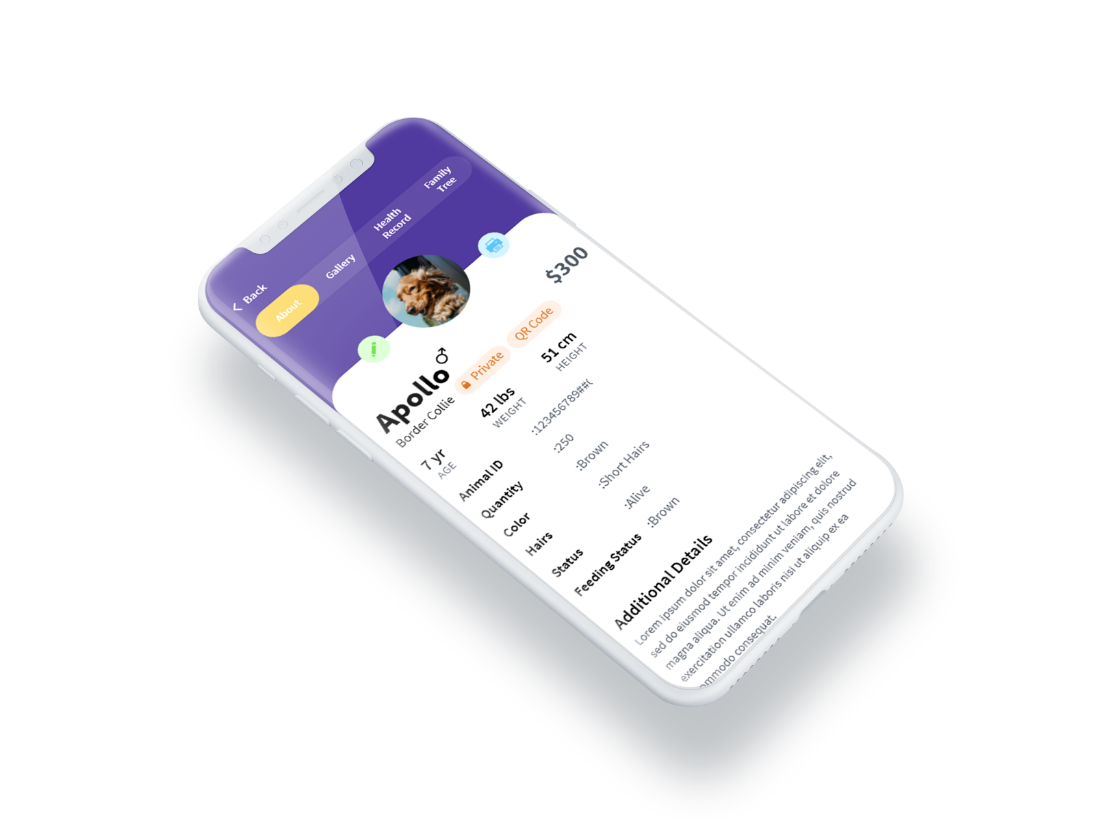 Back
About
Gallery
Health
Record
Family
Tree
$300
Apollo
Border Collie
Private
QR Code
7 yr
AGE
42 lbs
WEIGHT
51 cm
HEIGHT
Animal ID :123456789##(
Quantity :250
Color :Brown
Hairs :Short Hairs
Status :Alive
Feeding Status :Brown
Additional Details
Lorem ipsum dolor sit amet, consectetur adipiscing elit,
sed do eiusmod tempor incididunt ut labore et dolore
magna aliqua. Ut enim ad minim veniam, quis nostrud
exercitation ullamco laboris nisi ut aliquip ex ea
ommodo consequat.